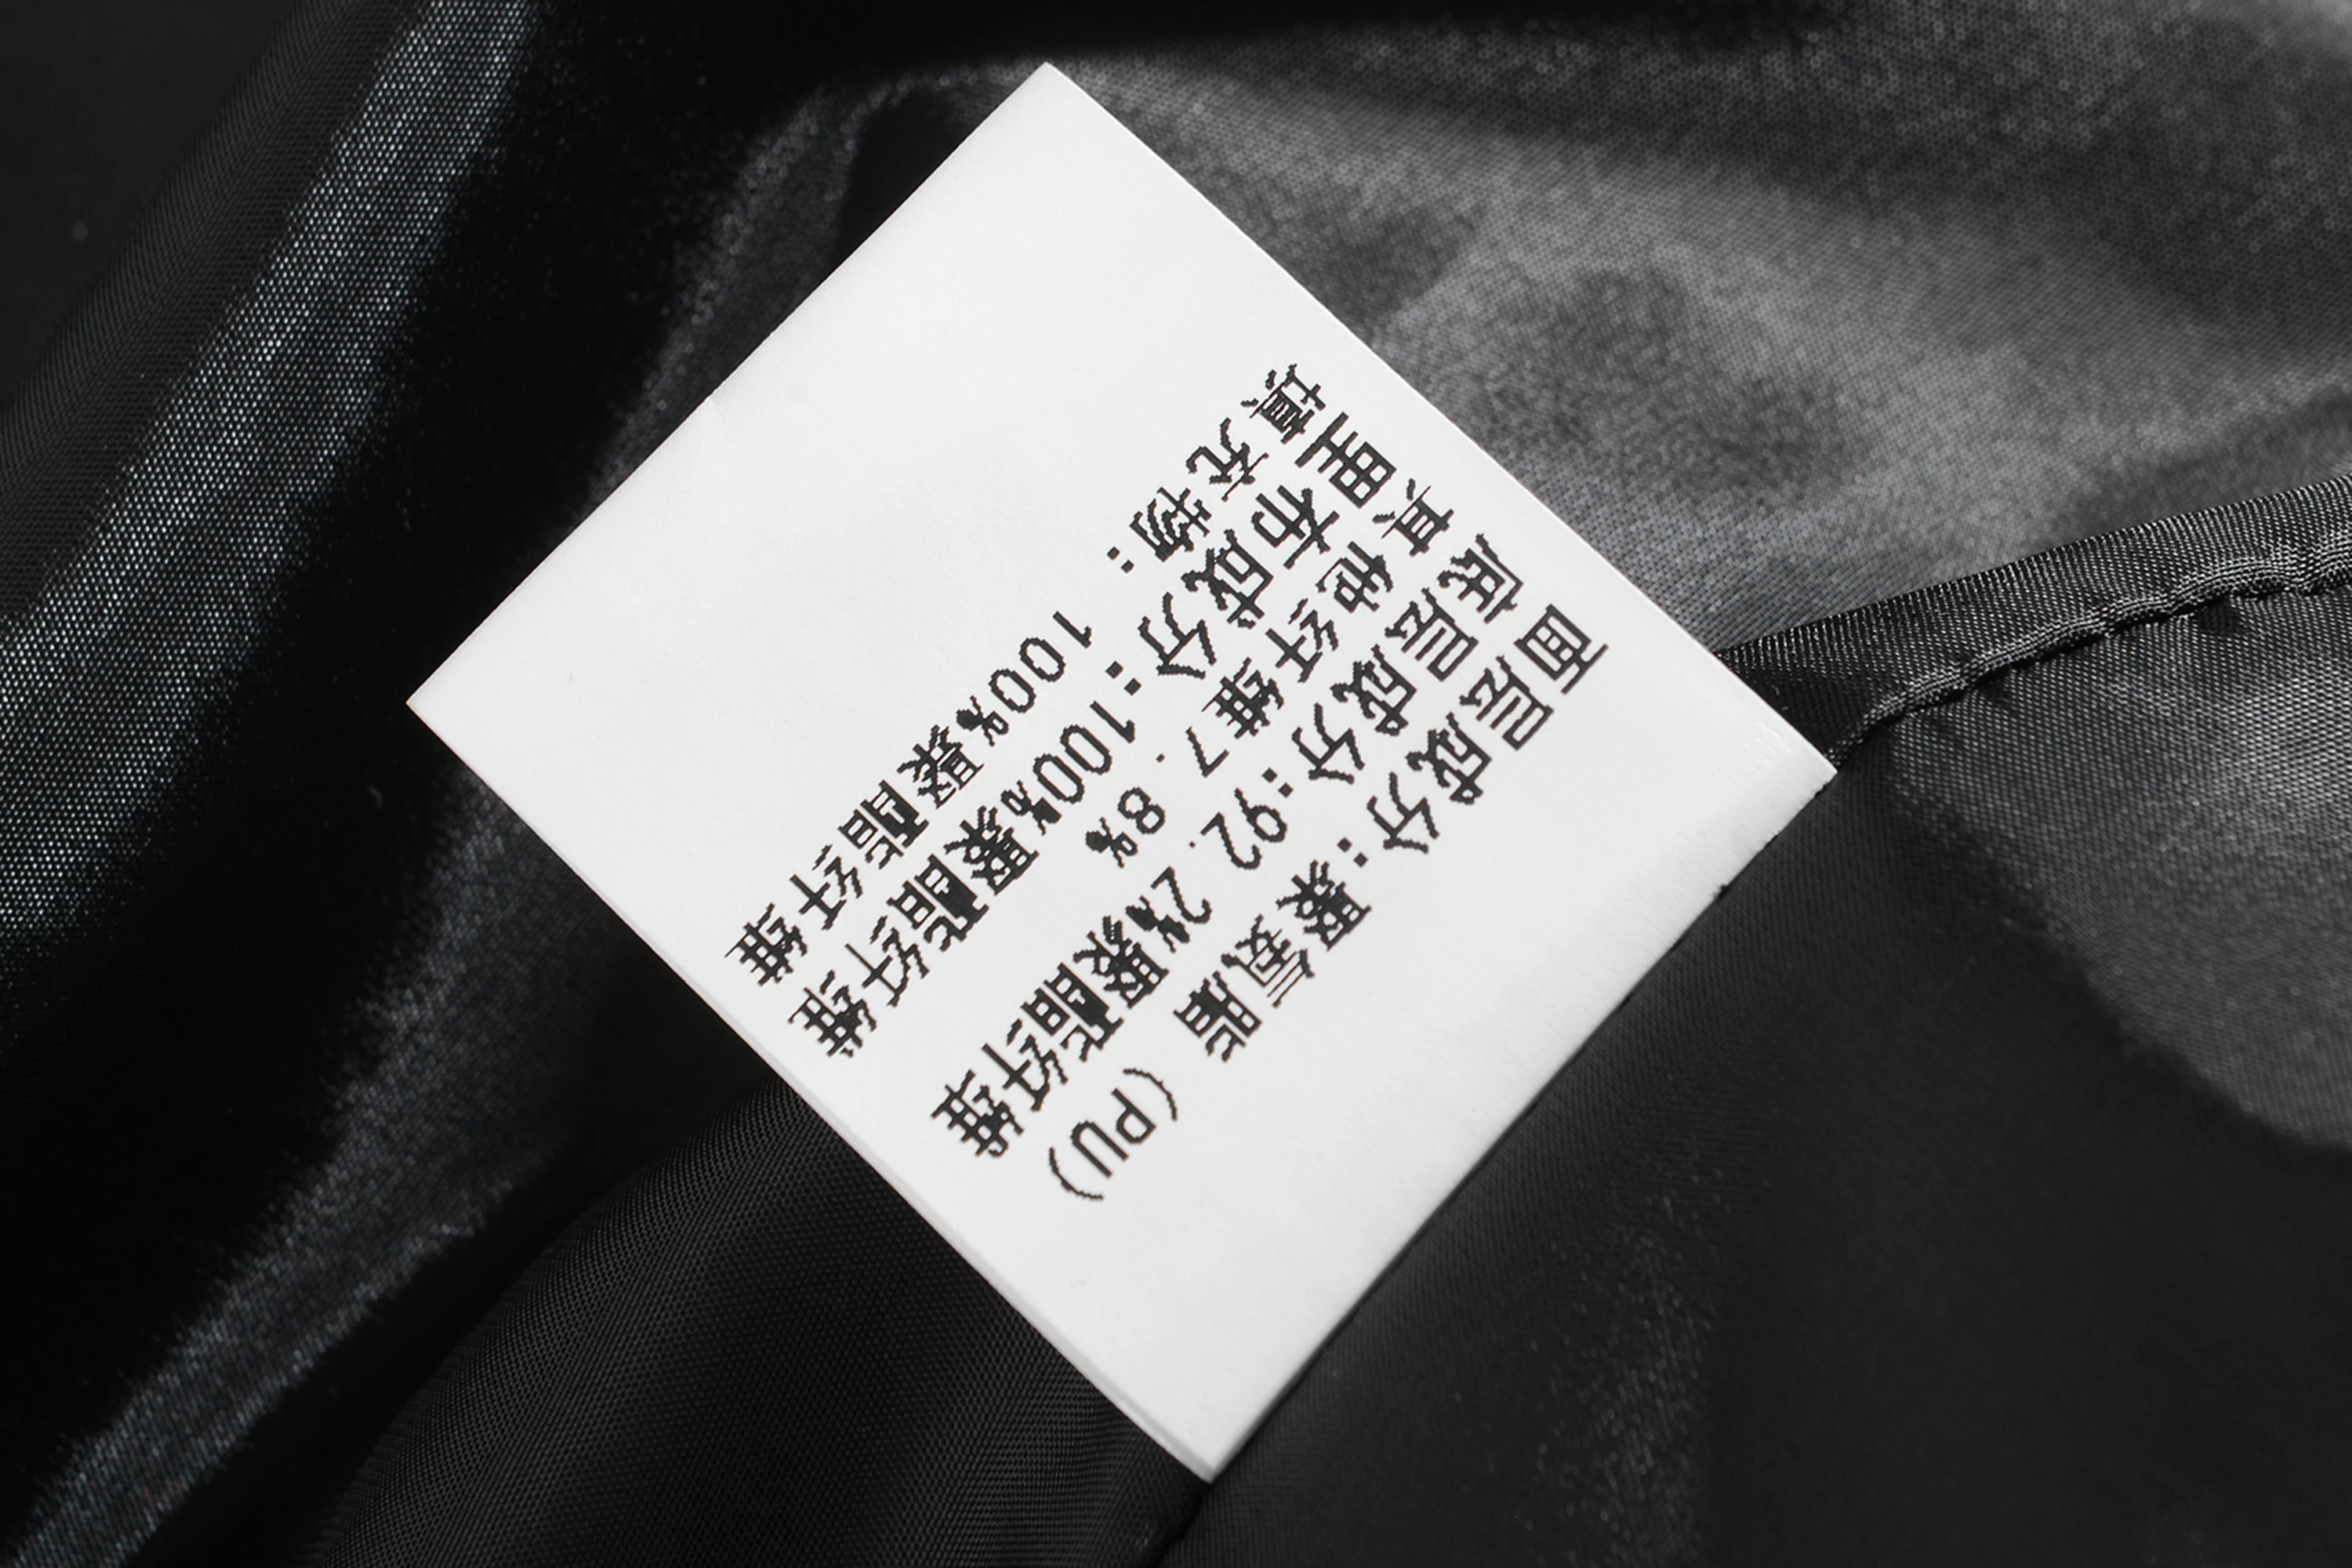 面层成分:聚氨脂 (PU)
底层成分:92.2%聚酯纤维
其他纤维7.8%
里布成分:100%聚酯纤维
填充物: 100%聚酯纤维